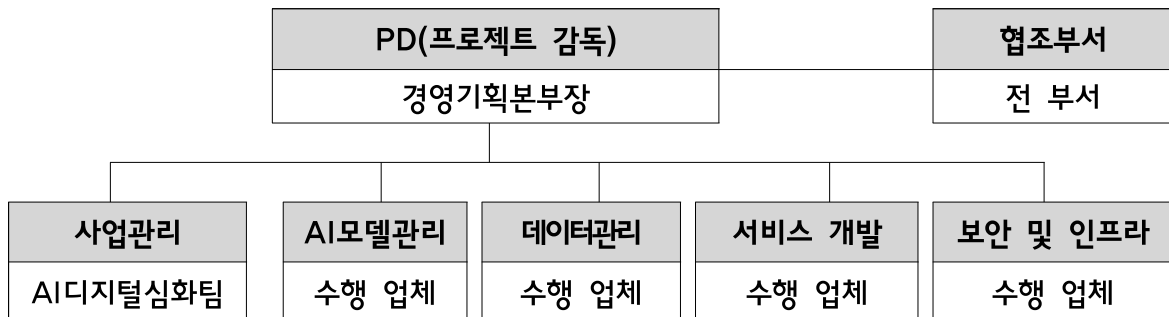 PD(프로젝트 감독)
협조부서
경영기획본부장
전 부서
사업관리
AI모델관리
데이터관리
서비스 개발
보안 및 인프라
AI디지털심화팀
수행 업체
수행 업체
수행 업체
수행 업체